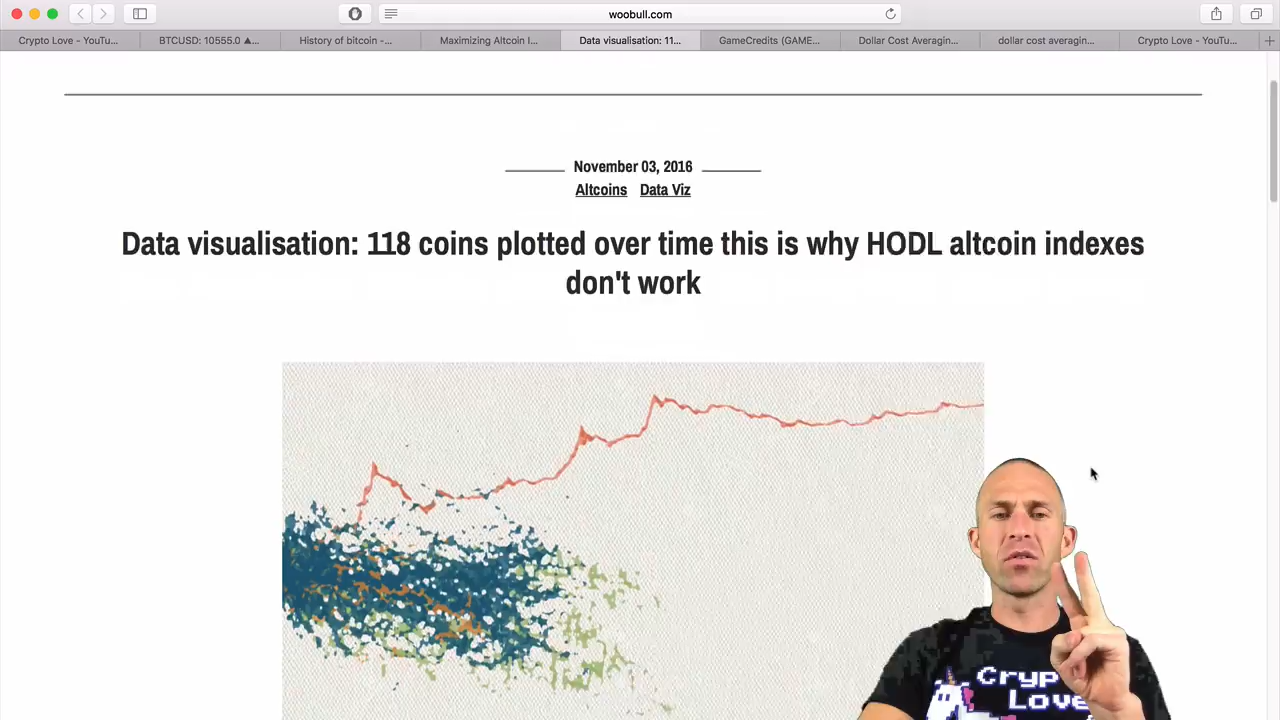 woobull.com
Crypto Love - YouTu...
BTCUSD: 10555.0 ▲...
History of bitcoin -...
Maximizing Altcoin I...
Data visualisation: 11...
GameCredits (GAME...
Dollar Cost Averagin...
dollar cost averagin...
Crypto Love - YouTu...
November 03, 2016
Altcoins Data Viz
Data visualisation: 118 coins plotted over time this is why HODL altcoin indexes
don't work
Cryp
Love